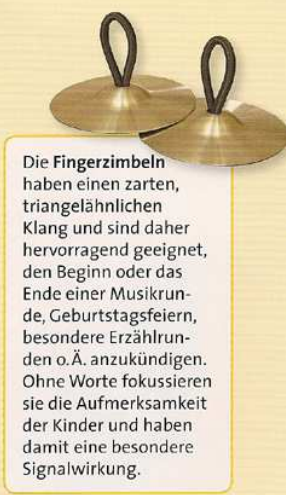 Die Fingerzimbeln
haben einen zarten,
triangelähnlichen
Klang und sind daher
hervorragend geeignet,
den Beginn oder das
Ende einer Musikrun-
de, Geburtstagsfeiern,
besondere Erzählrun-
den o. Ä. anzukündigen.
Ohne Worte fokussieren
sie die Aufmerksamkeit
der Kinder und haben
damit eine besondere
Signalwirkung.